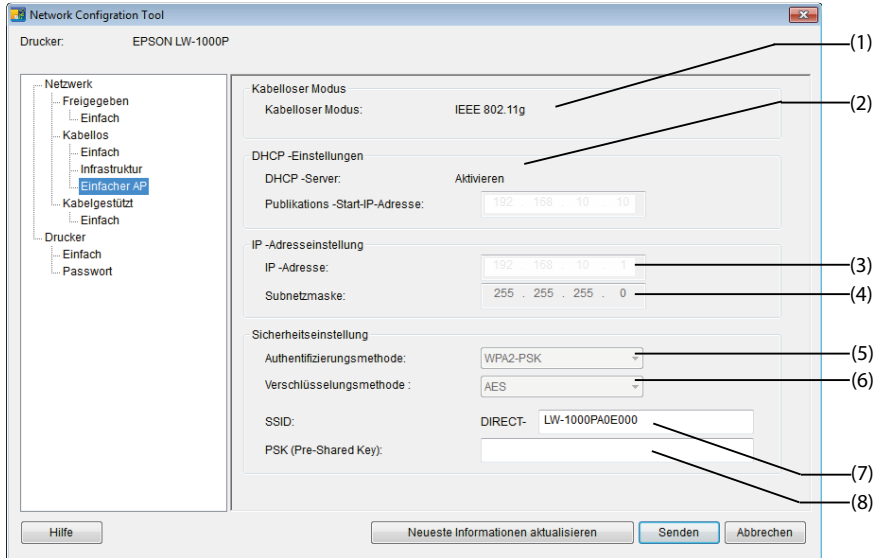 Network Configration Tool
Drucker: EPSON LW-1000P
Netzwerk
Freigegeben
Einfach
Kabellos
Einfach
Infrastruktur
Einfacher AP
Kabelgestützt
Einfach
Drucker
Einfach
Passwort
Kabelloser Modus
Kabelloser Modus: IEEE 802.11g
(1)
(2)
DHCP -Einstellungen
DHCP -Server: Aktivieren
Publikations -Start-IP-Adresse: 192 . 168 . 10 . 10
IP -Adresseinstellung
IP -Adresse: 192 . 168 . 10 . 1 (3)
Subnetzmaske: 255 . 255 . 255 . 0 (4)
Sicherheitseinstellung
Authentifizierungsmethode: WPA2-PSK (5)
Verschlüsselungsmethode : AES (6)
SSID: DIRECT- LW-1000PA0E000
PSK (Pre-Shared Key):
(7)
(8)
Hilfe Neueste Informationen aktualisieren Senden Abbrechen